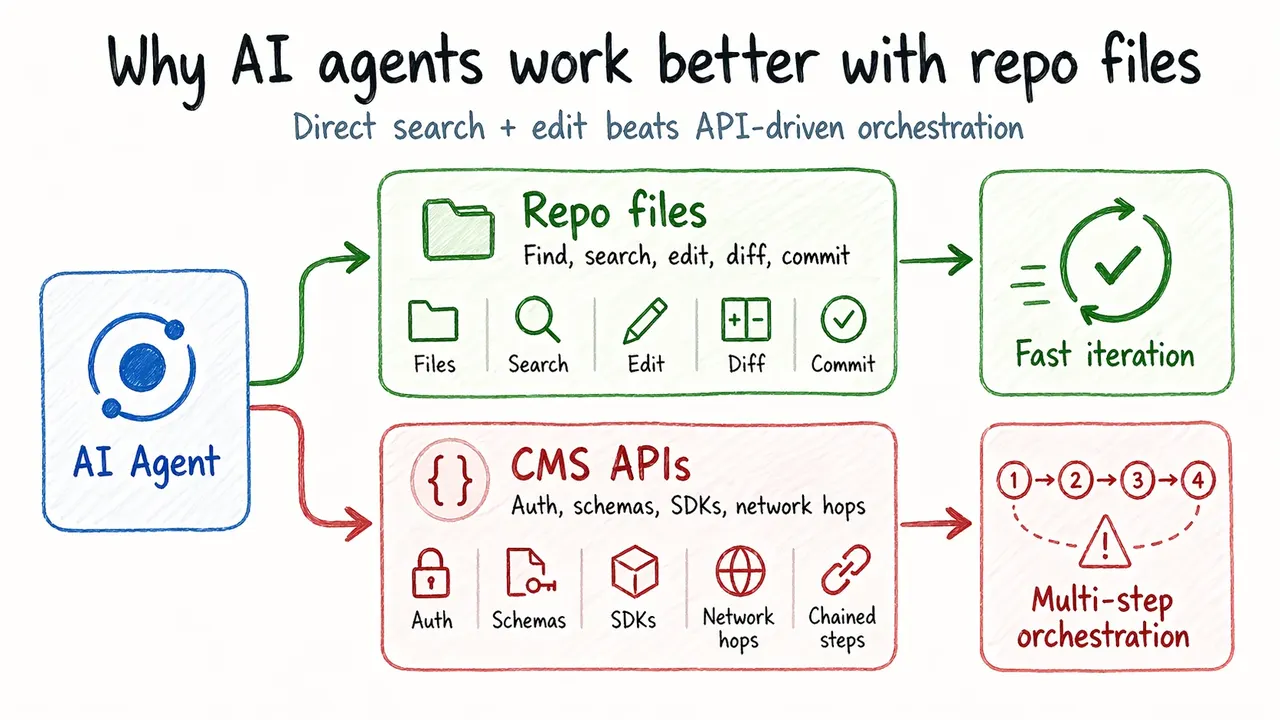 Why AI agents work better with repo files
Direct search + edit beats API-driven orchestration
AI Agent
Repo files
Find, search, edit, diff, commit
Files
Search
Edit
Diff
Commit
Fast iteration
{ } CMS APIs
Auth, schemas, SDKs, network hops
Auth
Schemas
SDKs
Network
hops
Chained
steps
1 2 3 4
!
Multi-step
orchestration